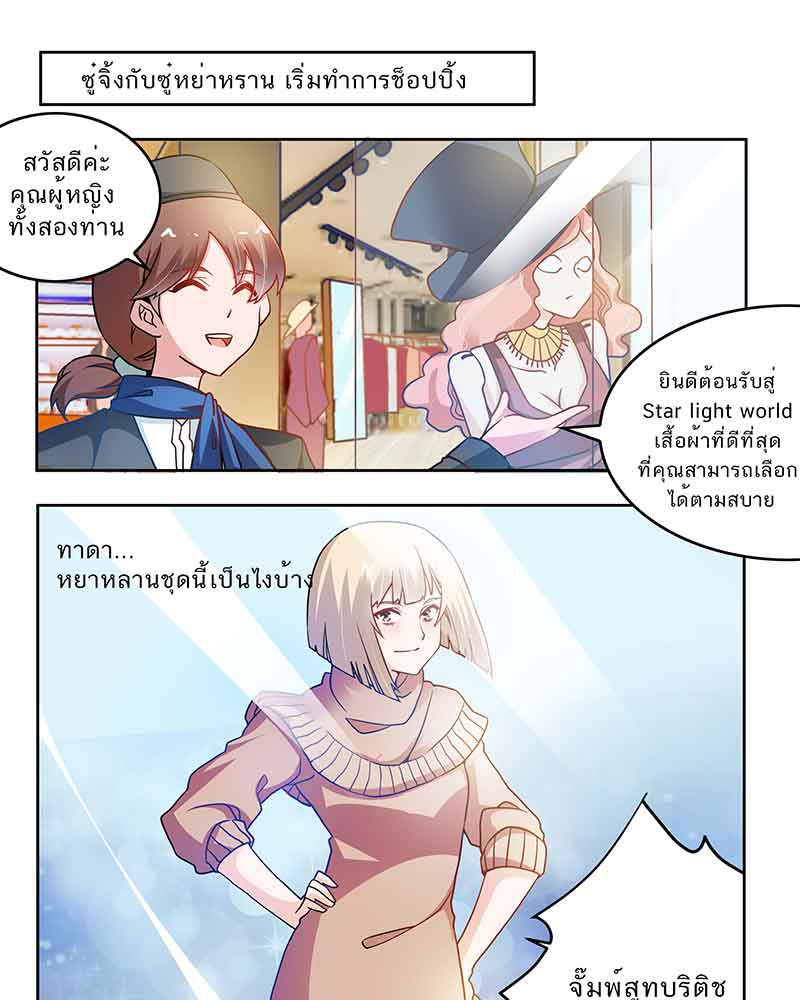 ซู๋จิ้งกับซู๋หย่าหราน เริ่มทำการช็อปปิ้ง
สวัสดีค่ะ
คุณผู้หญิง
ทั้งสองท่าน
ยินดีต้อนรับสู่
Star light world
เสื้อผ้าที่ดีที่สุด
ที่คุณสามารถเลือก
ได้ตามสบาย
ทาดา...
หยาหลานชุดนี้เป็นไงบ้าง
จั๊มพ์สูทบริติช